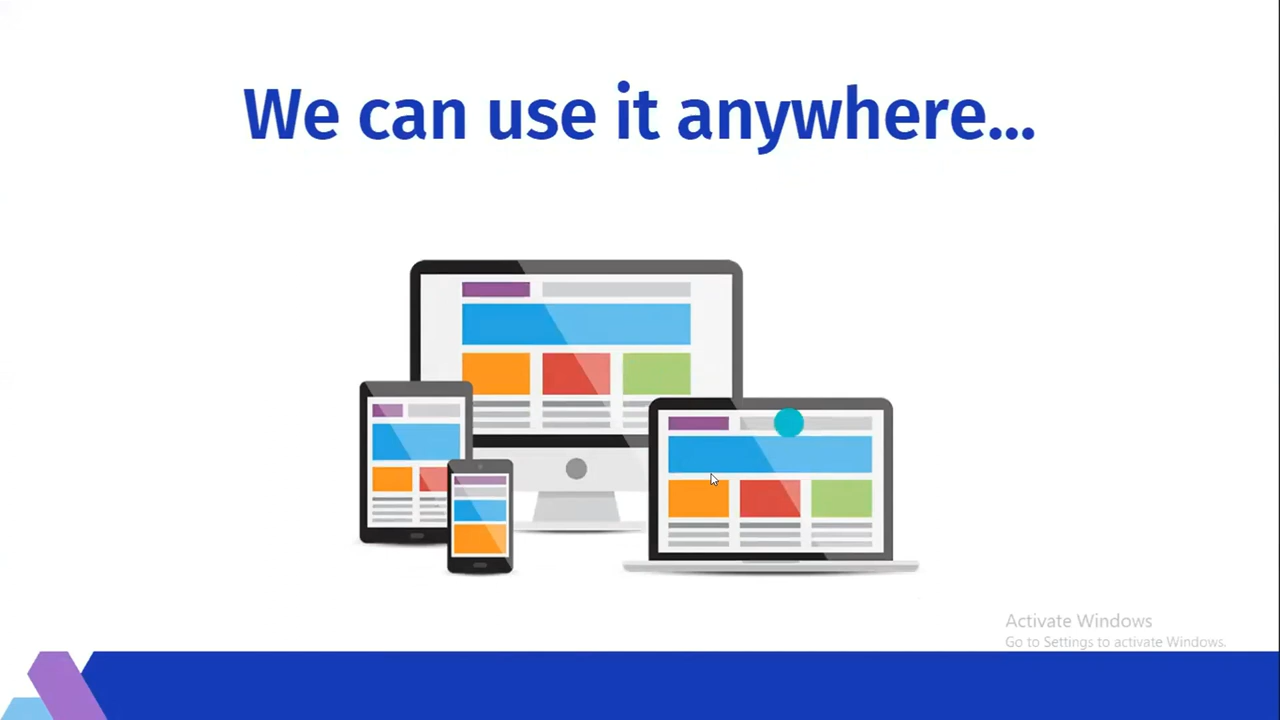 We can use it anywhere...
Activate Windows
Go to Settings to activate Windows.